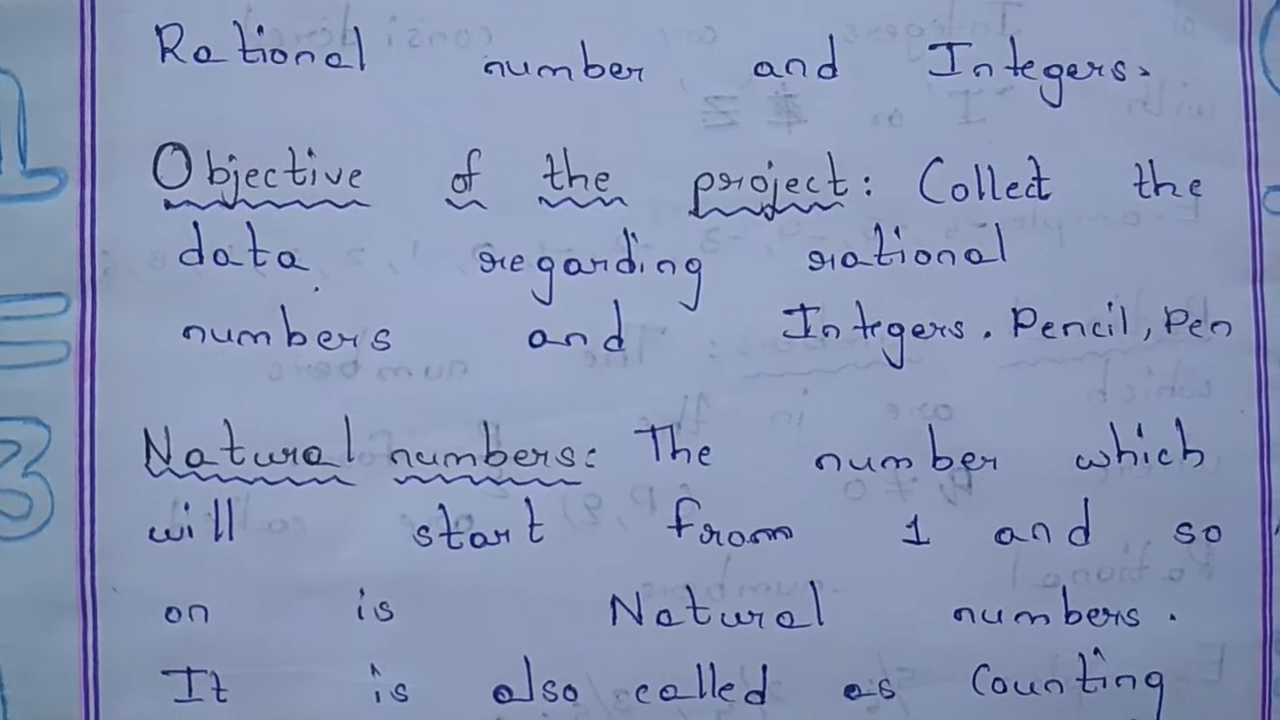 Rational number and Integers.
Objective of the project: Collect the
data regarding rational
numbers and Integers. Pencil, Pen
Natural numbers: The number which
will start from 1 and so
on is Natural numbers.
It is also called as Counting